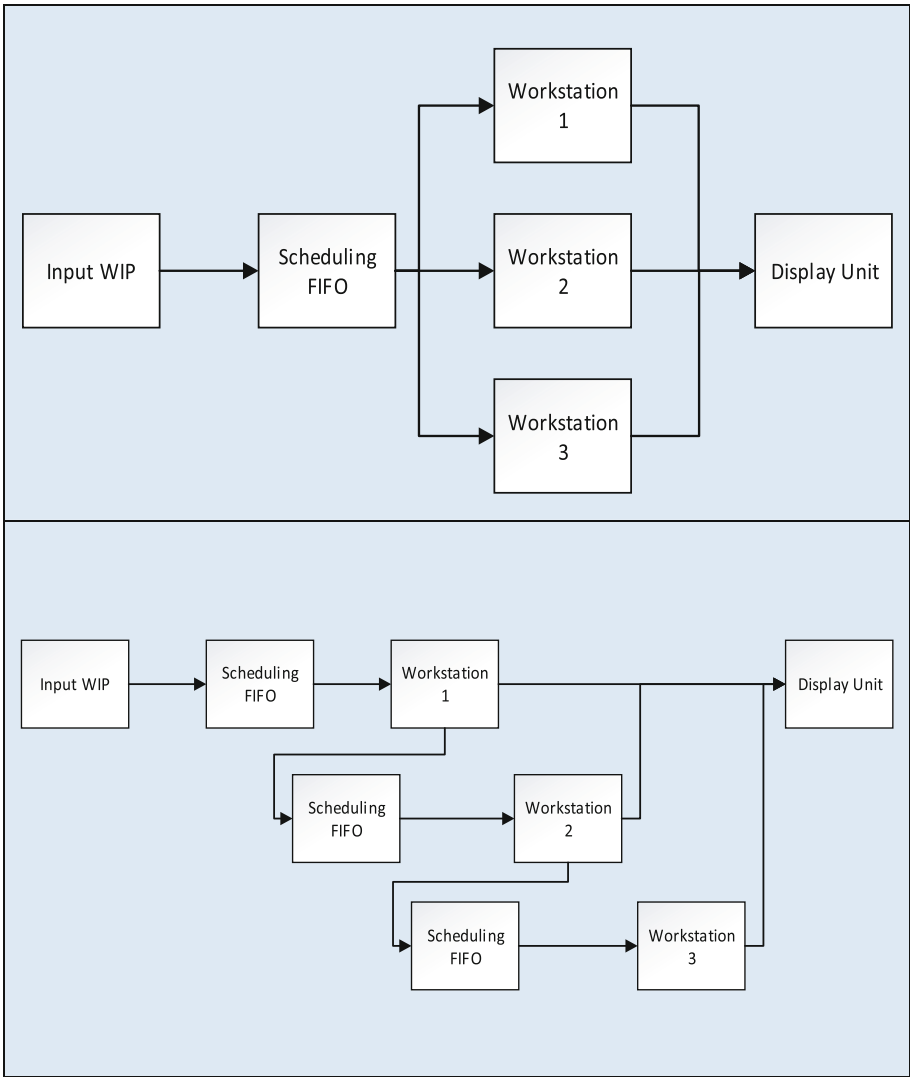 Workstation
1
Input WIP
Scheduling
FIFO
Workstation
2
Display Unit
Workstation
3
Input WIP
Scheduling
FIFO
Workstation
1
Display Unit
Scheduling
FIFO
Workstation
2
Scheduling
FIFO
Workstation
3